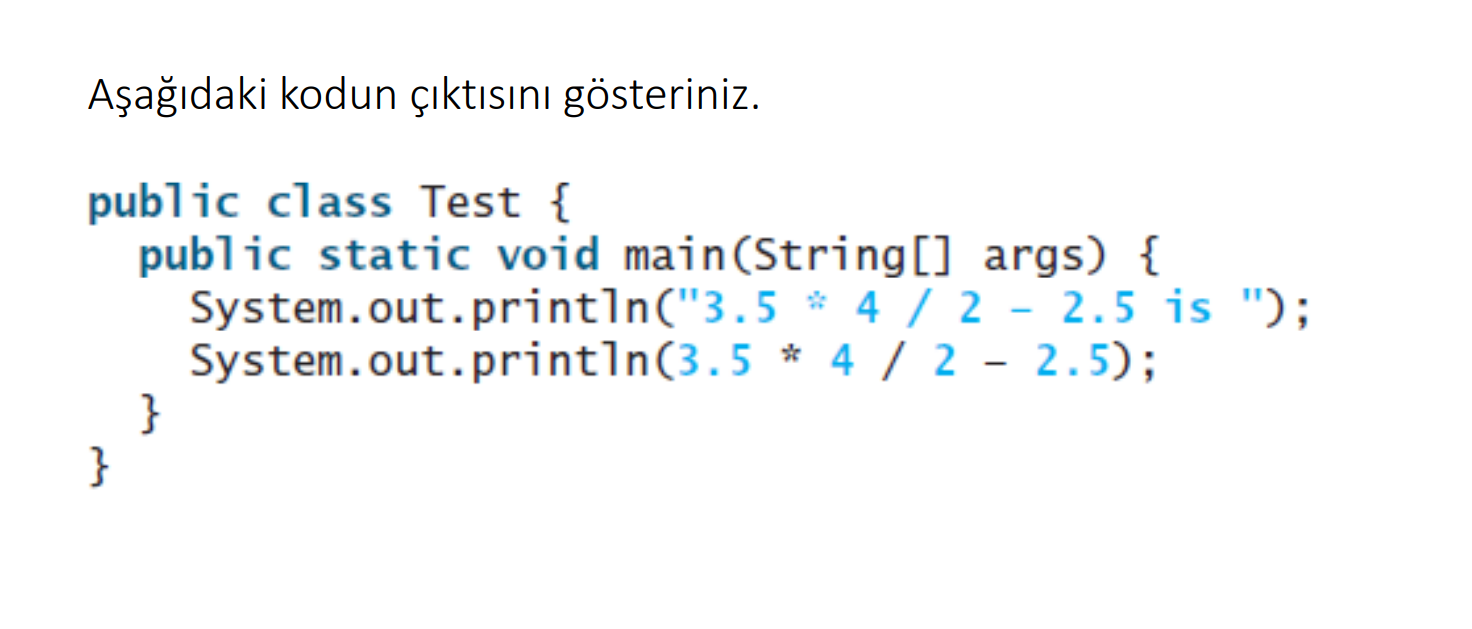 Aşağıdaki kodun çıktısını gösteriniz.
public class Test {
public static void main(String[] args) {
System.out.println("3.5 * 4 / 2 – 2.5 is ");
System.out.println(3.5 * 4 / 2 – 2.5);
}
}